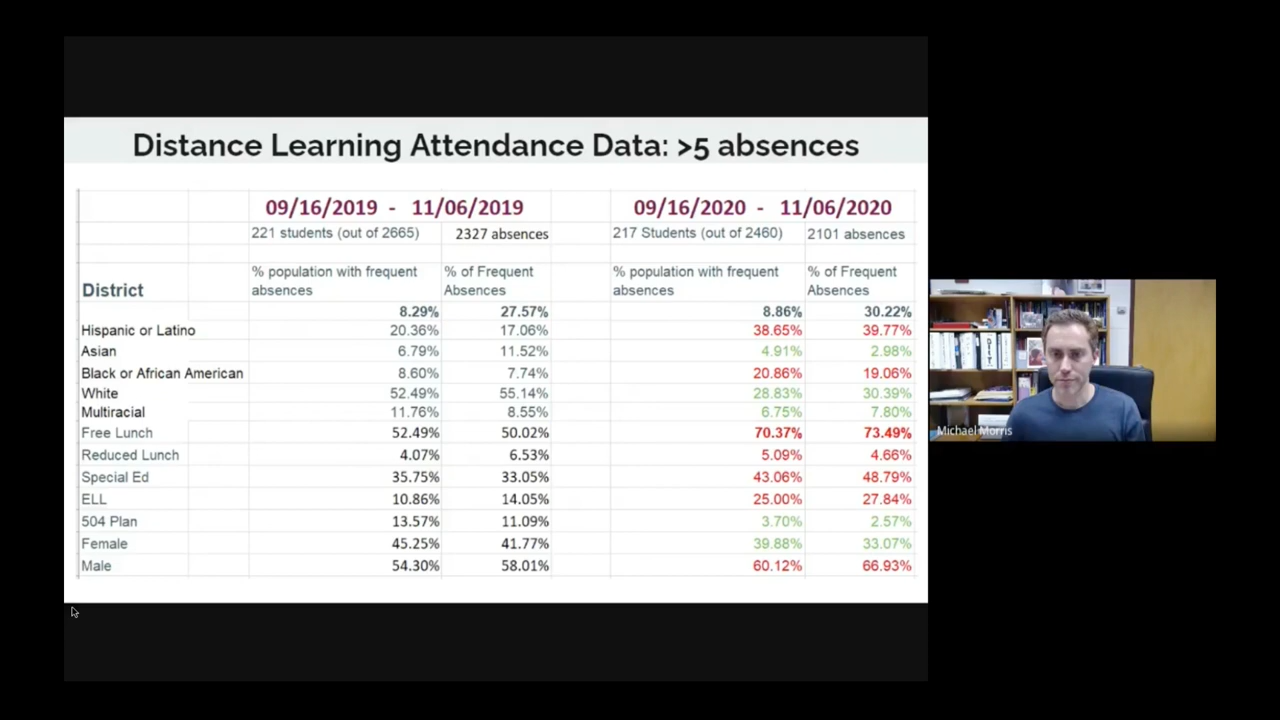 Distance Learning Attendance Data: >5 absences
09/16/2019 - 11/06/2019 09/16/2020 - 11/06/2020
221 students (out of 2665) 2327 absences 217 Students (out of 2460) 2101 absences
% population with frequent % of Frequent % population with frequent % of Frequent
District absences Absences absences Absences
8.29% 27.57% 8.86% 30.22%
Hispanic or Latino 20.36% 17.06% 38.65% 39.77%
Asian 6.79% 11.52% 4.91% 2.98%
Black or African American 8.60% 7.74% 20.86% 19.06%
White 52.49% 55.14% 28.83% 30.39%
Multiracial 11.76% 8.55% 6.75% 7.80%
Free Lunch 52.49% 50.02% 70.37% 73.49%
Reduced Lunch 4.07% 6.53% 5.09% 4.66%
Special Ed 35.75% 33.05% 43.06% 48.79%
ELL 10.86% 14.05% 25.00% 27.84%
504 Plan 13.57% 11.09% 3.70% 2.57%
Female 45.25% 41.77% 39.88% 33.07%
Male 54.30% 58.01% 60.12% 66.93%
Michael Morris